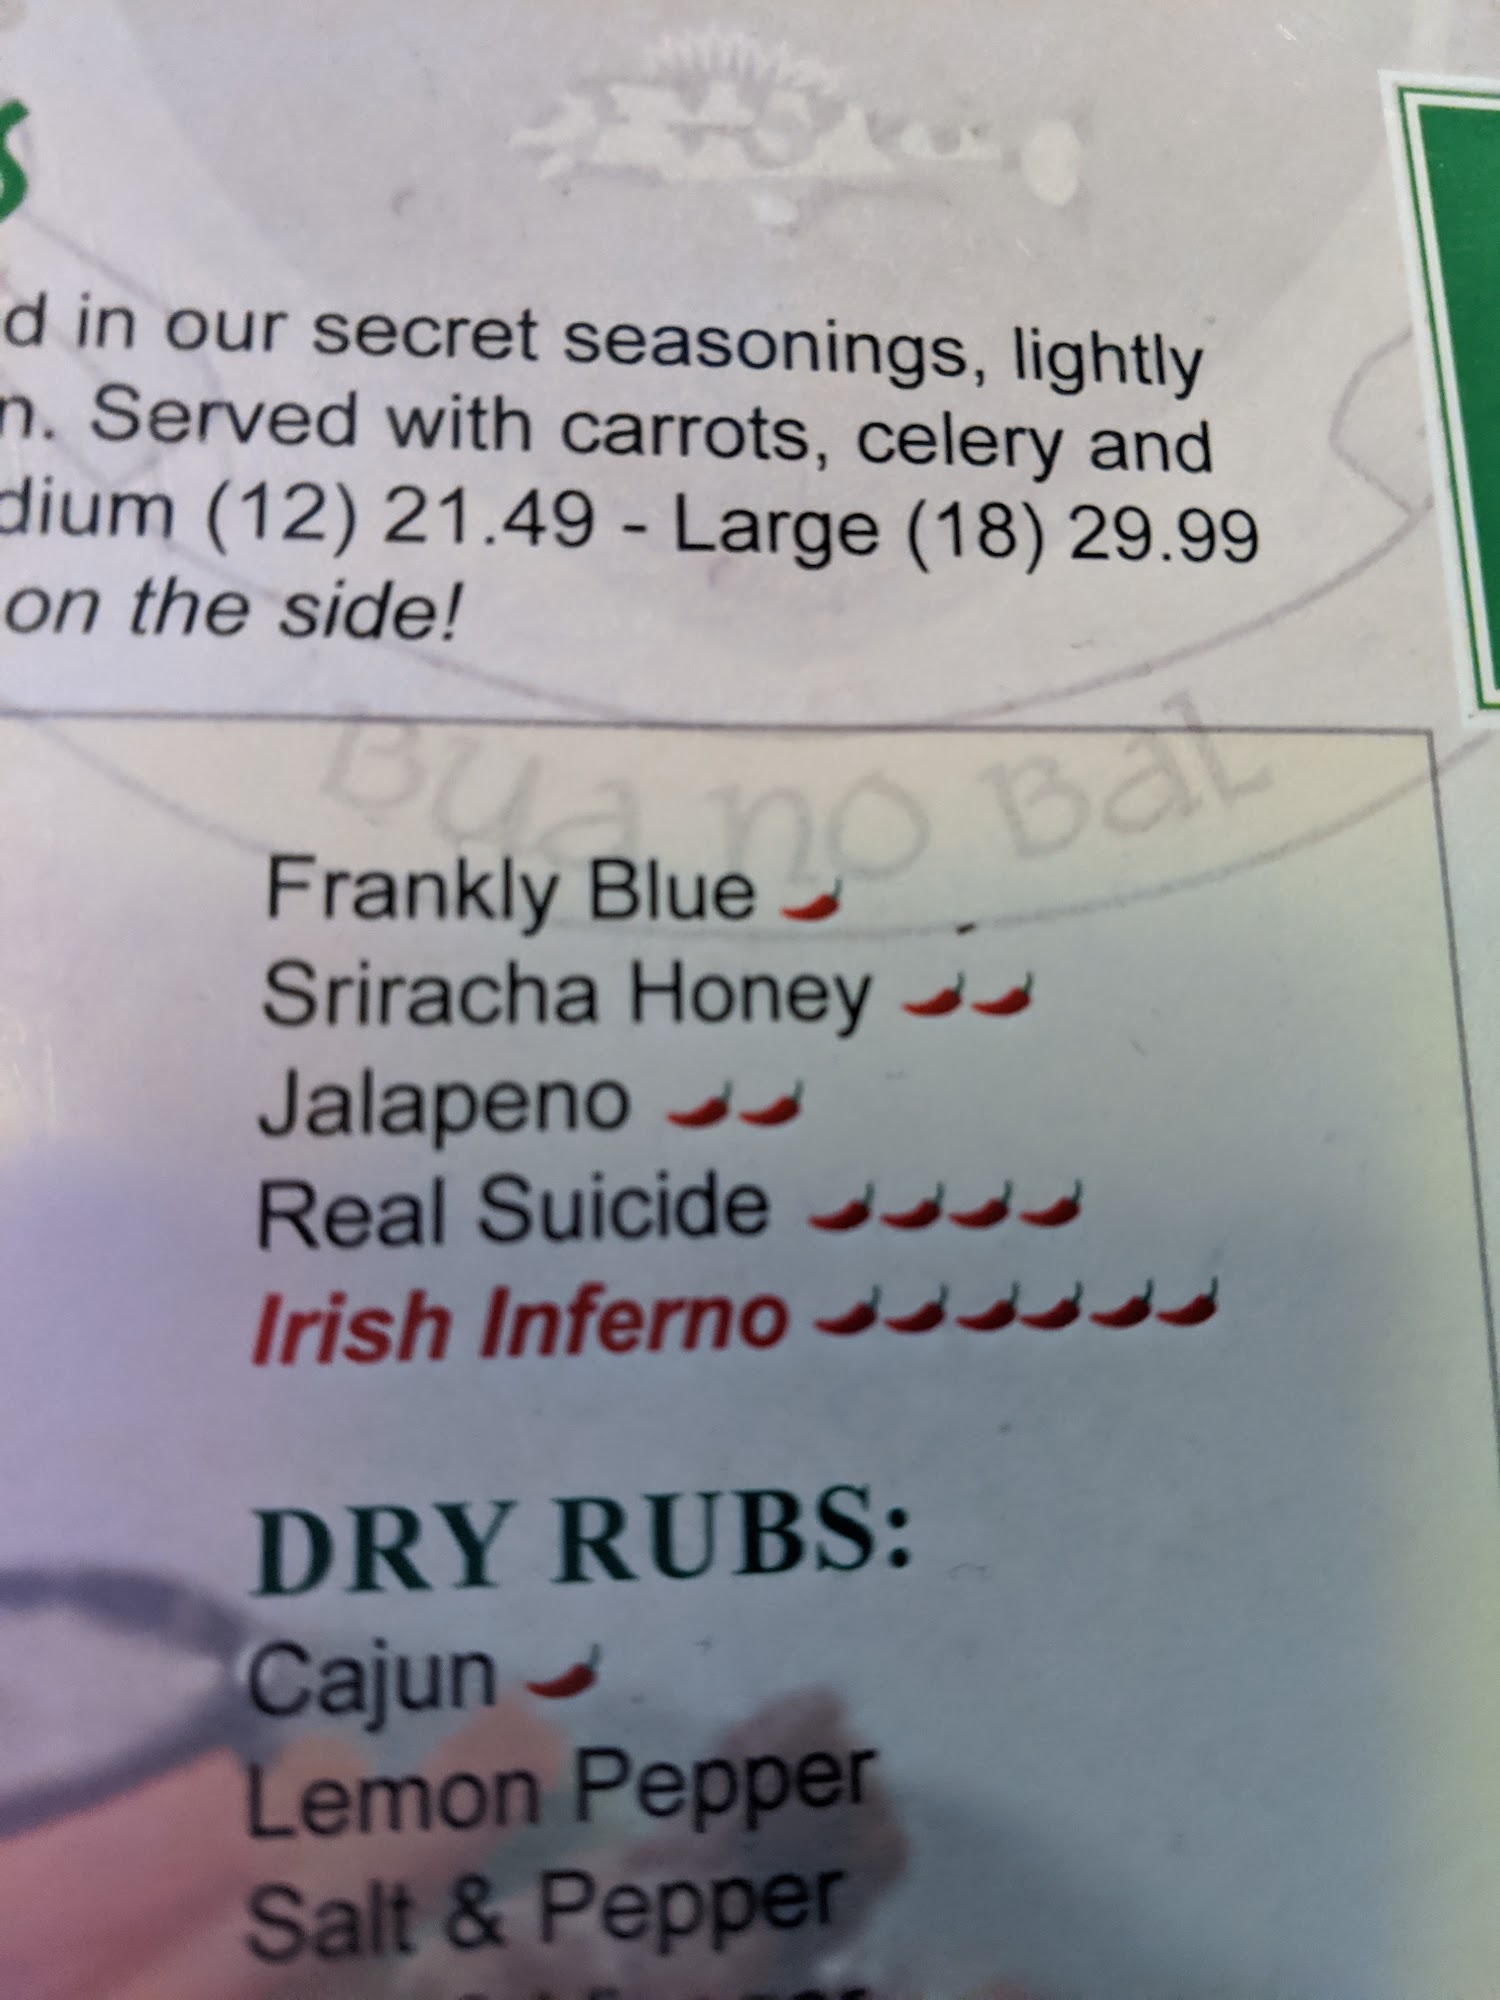 s
d in our secret seasonings, lightly
n. Served with carrots, celery and
dium (12) 21.49 - Large (18) 29.99
on the side!
Bua no Bal
Frankly Blue
Sriracha Honey
Jalapeno
Real Suicide
Irish Inferno
DRY RUBS:
Cajun
Lemon Pepper
Salt & Pepper